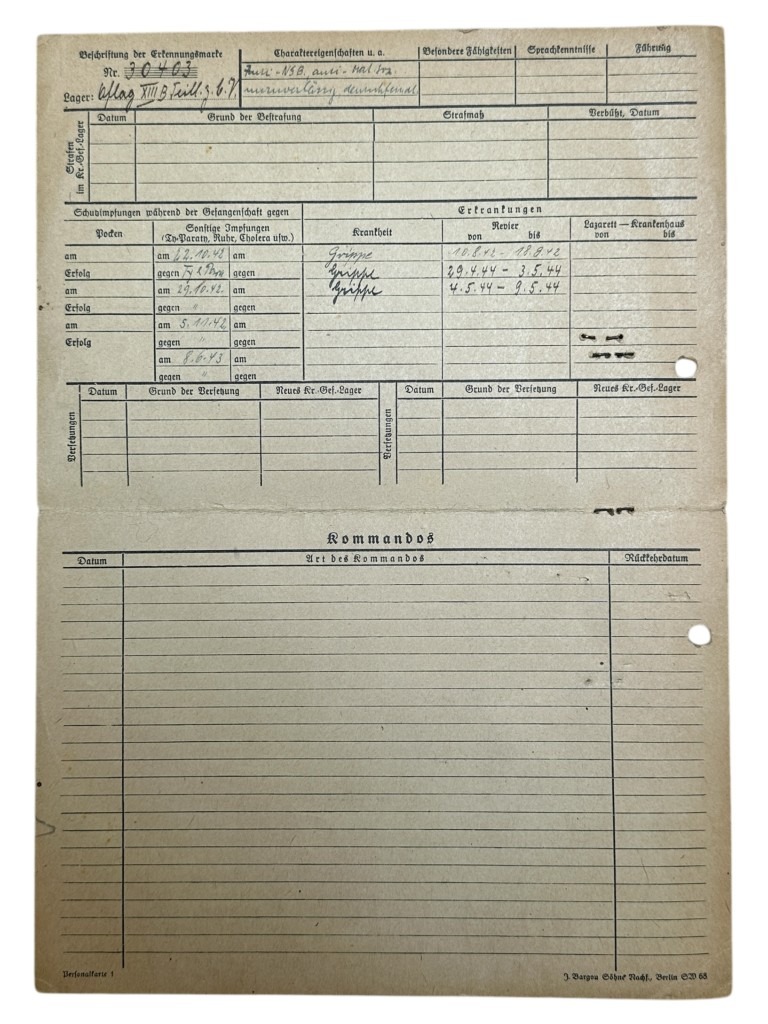 Beschriftung der Erkennungsmarke
Nr. 30403
Lager: Oflag XIII B
Charaktereigenschaften u. a.
Anti-NSB, anti-
unzuverlässig
Besondere Fähigkeiten
Sprachkenntnisse
Führung
Strafen im Kr.-Gef.-Lager
Datum
Grund der Bestrafung
Strafmaß
Verbüßt, Datum
Schutzimpfungen während der Gefangenschaft gegen
Erkrankungen
Pocken
Sonstige Impfungen
(Ty-Paraty, Ruhr, Cholera usw.)
Krankheit
Revier
von bis
Lazarett — Krankenhaus
von bis
am am 22.10.42 am Grippe 10.8.42 - 18.8.42
Erfolg gegen gegen Grippe 29.4.44 - 3.5.44
am am 29.10.42. am Grippe 4.5.44 - 9.5.44
Erfolg gegen " gegen
am am 5.11.42 am
Erfolg gegen " gegen
am 8.6.43 am
gegen " gegen
Versetzungen
Datum Grund der Versetzung Neues Kr.-Gef.-Lager
Versetzungen
Datum Grund der Versetzung Neues Kr.-Gef.-Lager
Kommandos
Datum Art des Kommandos Rückkehrdatum
Personalkarte 1
J. Bargou Söhne Nachf., Berlin SW 68